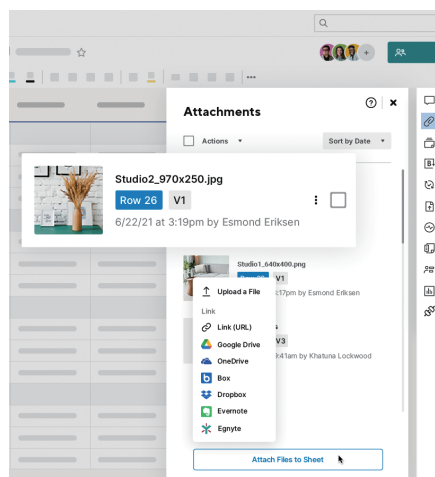 Attachments
Actions
Sort by Date
Studio2_970x250.jpg
Row 26 V1
6/22/21 at 3:19pm by Esmond Eriksen
Studio1_640x400.png
V1
:17pm by Esmond Eriksen
Upload a File
Link
V3
Link (URL)
:41am by Khatuna Lockwood
Google Drive
OneDrive
Box
Dropbox
Evernote
Egnyte
Attach Files to Sheet